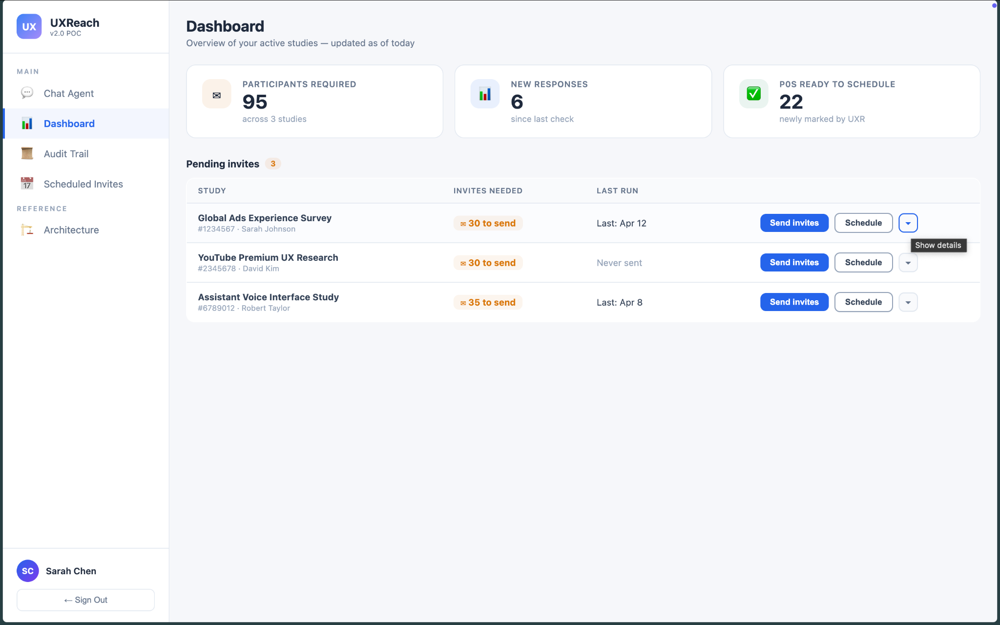 UX
UXReach
v2.0 POC
MAIN
Chat Agent
Dashboard
Audit Trail
17
Scheduled Invites
REFERENCE
Architecture
SC
Sarah Chen
← Sign Out
Dashboard
Overview of your active studies — updated as of today
PARTICIPANTS REQUIRED
95
across 3 studies
NEW RESPONSES
6
since last check
P0S READY TO SCHEDULE
22
newly marked by UXR
Pending invites 3
STUDY INVITES NEEDED LAST RUN
Global Ads Experience Survey
#1234567 · Sarah Johnson
✉ 30 to send
Last: Apr 12
Send invites
Schedule
Show details
YouTube Premium UX Research
#2345678 · David Kim
✉ 30 to send
Never sent
Send invites
Schedule
Assistant Voice Interface Study
#6789012 · Robert Taylor
✉ 35 to send
Last: Apr 8
Send invites
Schedule